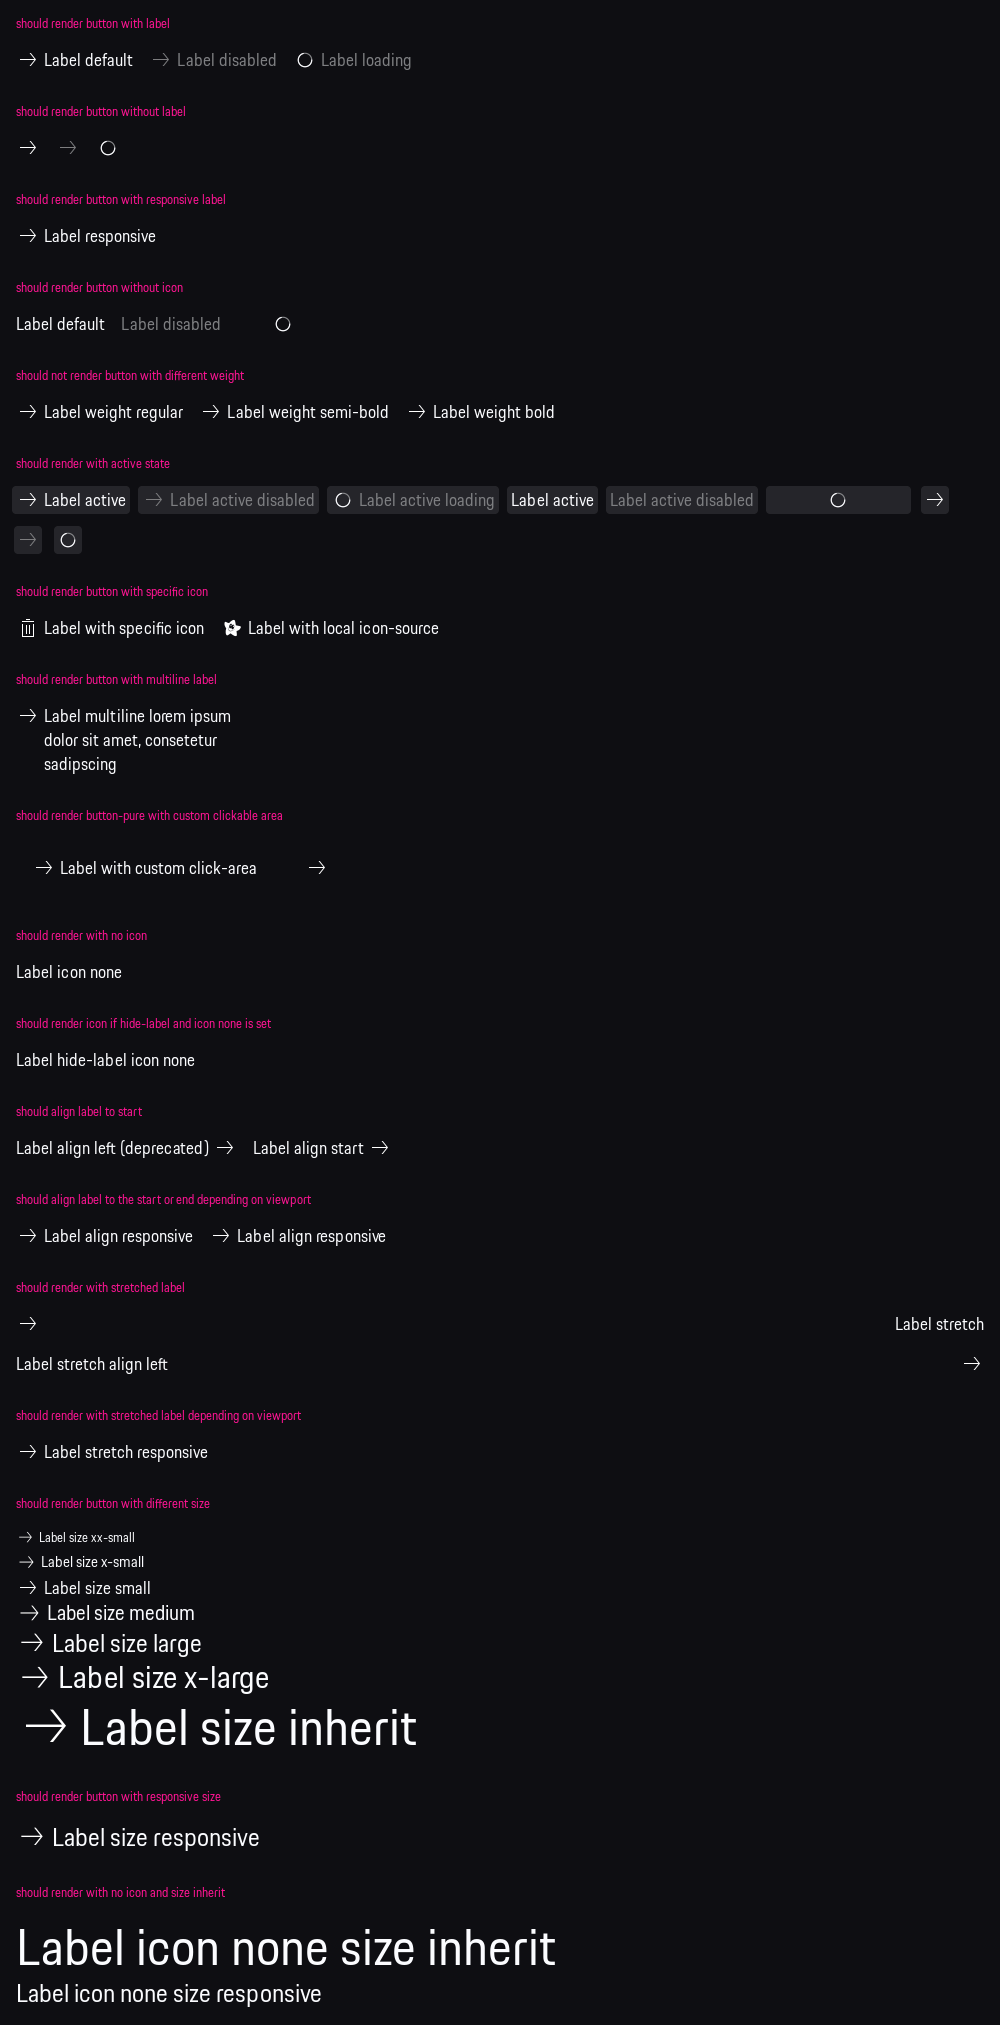 should render button with label
Label default Label disabled Label loading
should render button without label
should render button with responsive label
Label responsive
should render button without icon
Label default Label disabled
should not render button with different weight
Label weight regular Label weight semi-bold Label weight bold
should render with active state
Label active Label active disabled Label active loading Label active Label active disabled
should render button with specific icon
Label with specific icon Label with local icon-source
should render button with multiline label
Label multiline lorem ipsum
dolor sit amet, consetetur
sadipscing
should render button-pure with custom clickable area
Label with custom click-area
should render with no icon
Label icon none
should render icon if hide-label and icon none is set
Label hide-label icon none
should align label to start
Label align left (deprecated) Label align start
should align label to the start or end depending on viewport
Label align responsive Label align responsive
should render with stretched label
Label stretch
Label stretch align left
should render with stretched label depending on viewport
Label stretch responsive
should render button with different size
Label size xx-small
Label size x-small
Label size small
Label size medium
Label size large
Label size x-large
Label size inherit
should render button with responsive size
Label size responsive
should render with no icon and size inherit
Label icon none size inherit
Label icon none size responsive